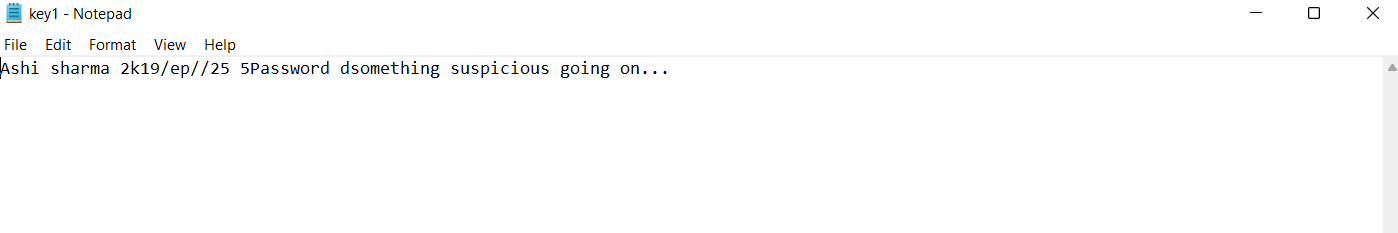 key1 - Notepad
File Edit Format View Help
Ashi sharma 2k19/ep//25 5Password dsomething suspicious going on...